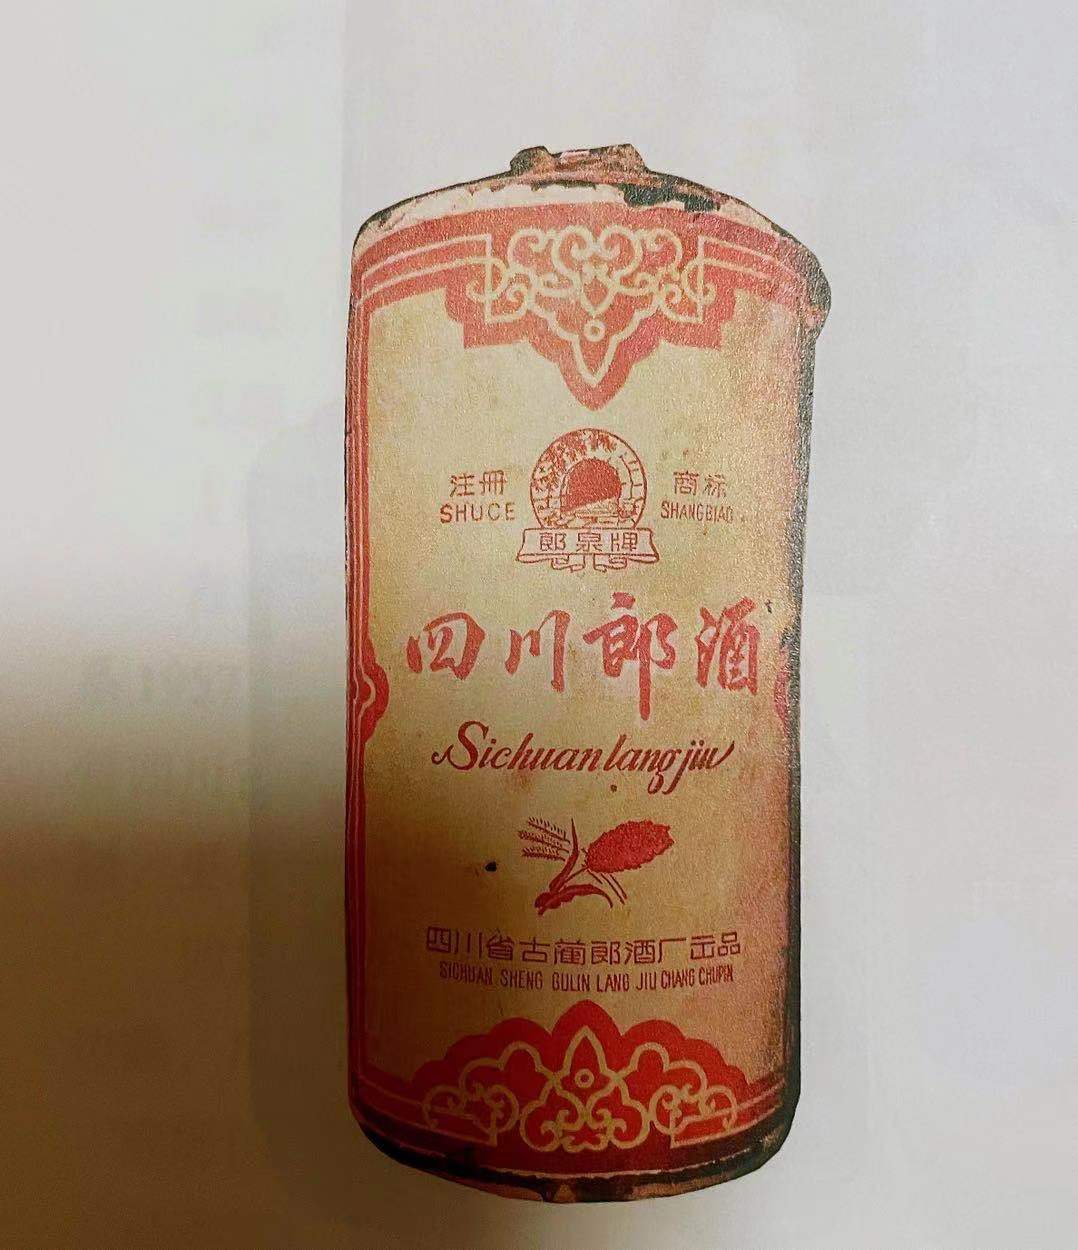 注册 商标
SHUCE SHANGBIAO
郎泉牌
四川郎酒
Sichuan lang jiu
四川省古蔺郎酒厂出品
SICHUAN SHENG GULIN LANG JIU CHANG CHUPIN